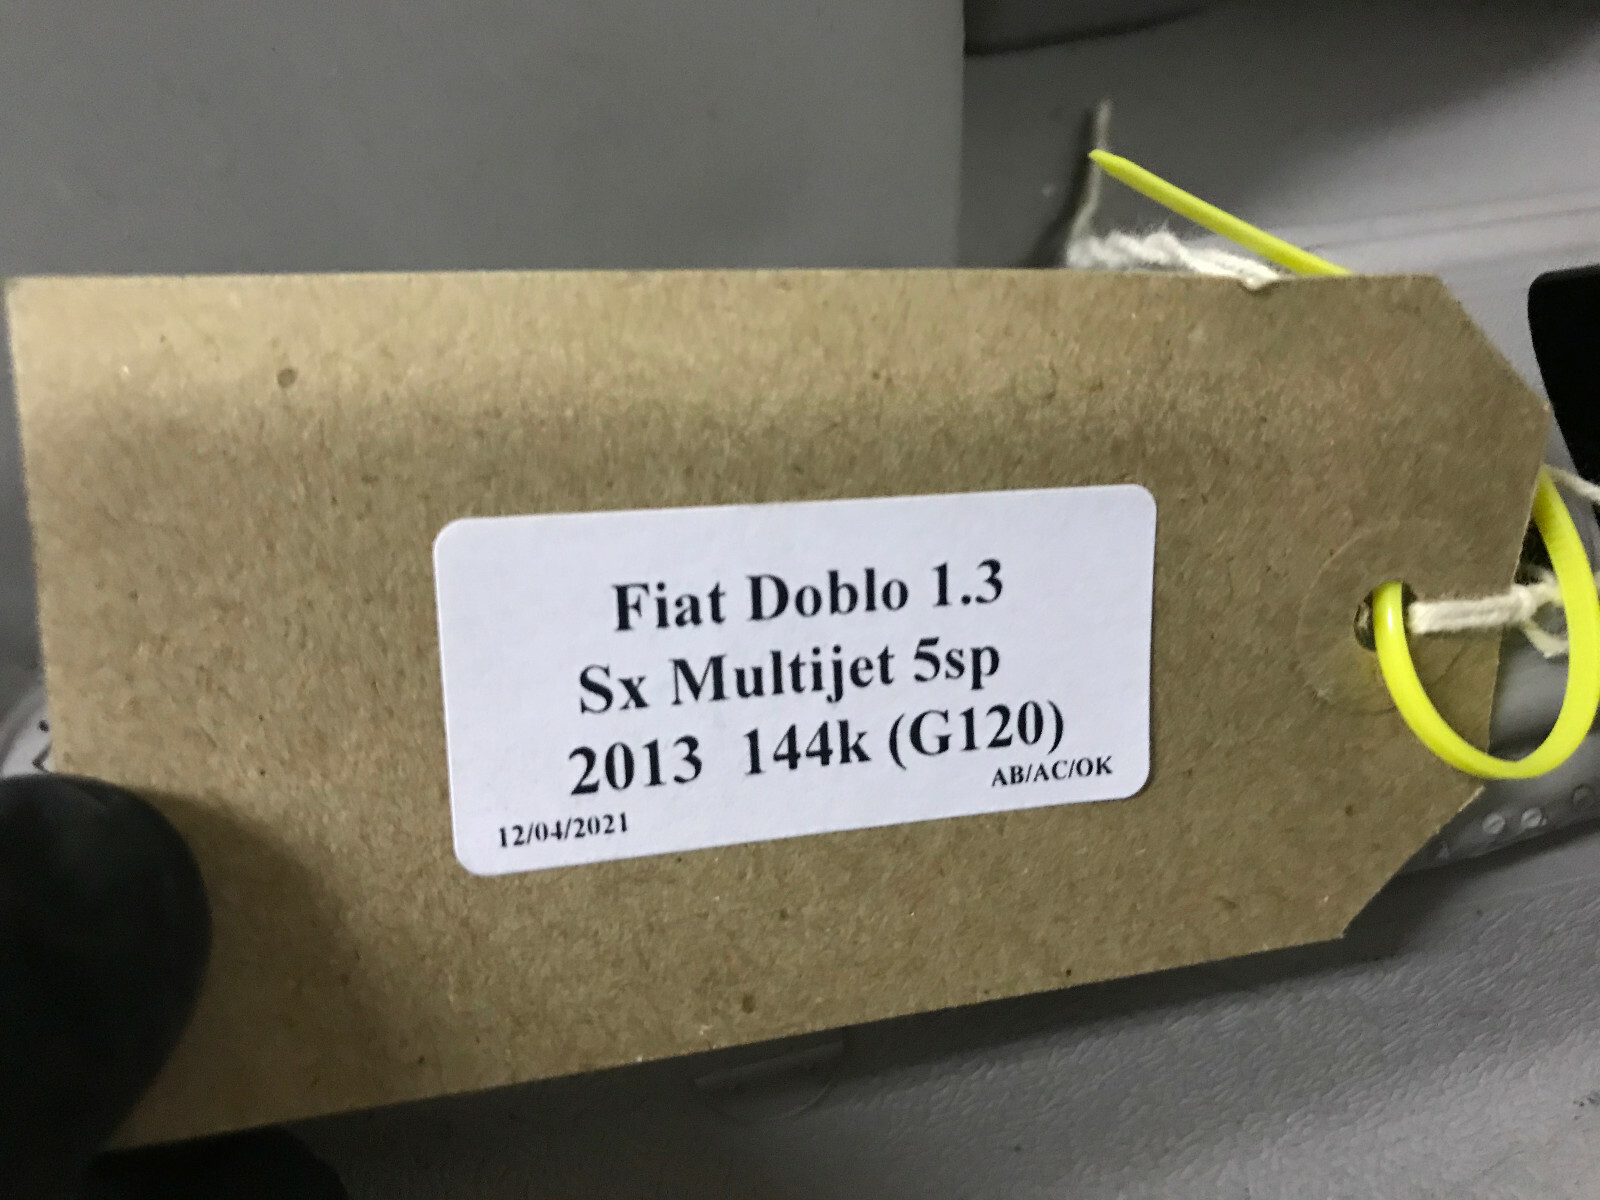 Fiat Doblo 1.3
Sx Multijet 5sp
2013 144k (G120)
AB/AC/OK
12/04/2021